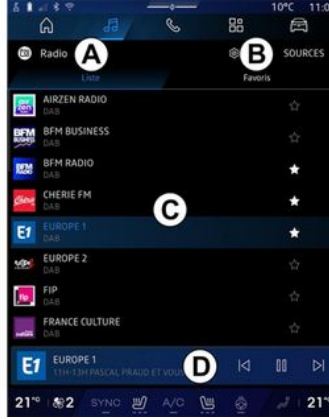 10°C 11:0
Radio A B SOURCES
Liste Favoris
AIRZEN RADIO
DAB
BFM BUSINESS
DAB
BFM RADIO
DAB
CHERIE FM
DAB
C
EUROPE 1
DAB
EUROPE 2
DAB
FIP
DAB
FRANCE CULTURE
DAB
E1 EUROPE 1
11H-13H PASCAL PRAUD ET VOUS D
21°C 2 SYNC A/C 21°